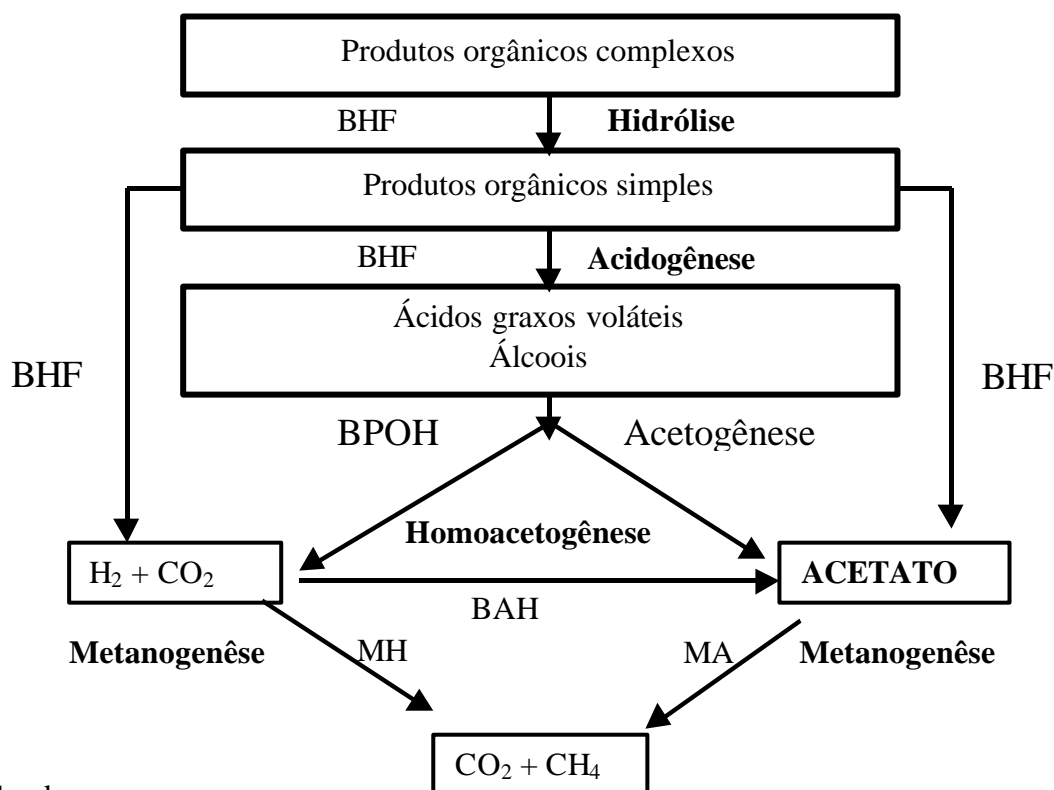 Produtos orgânicos complexos
BHF
Hidrólise
Produtos orgânicos simples
BHF
Acidogênese
Ácidos graxos voláteis
Álcoois
BHF
BHF
BPOH
Acetogênese
Homoacetogênese
H₂ + CO₂
ACETATO
BAH
Metanogenêse
MH
MA
Metanogenêse
CO₂ + CH₄